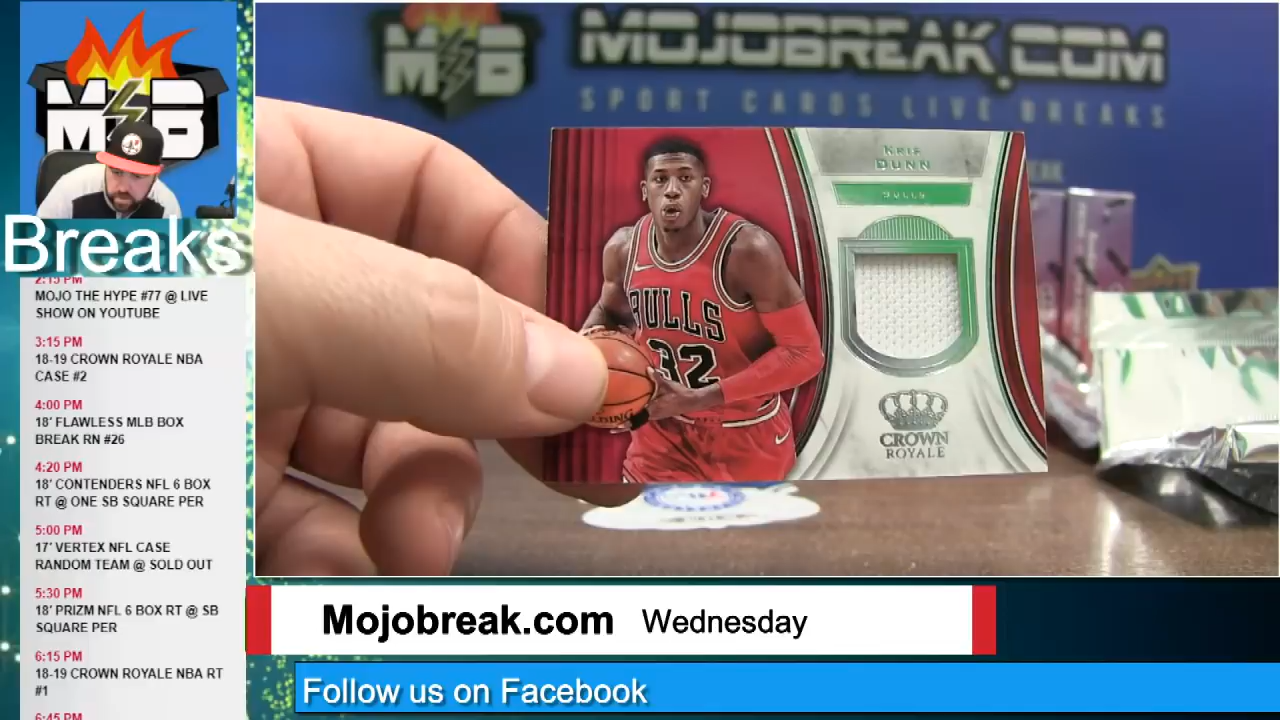 M B
Breaks
2:15 PM
MOJO THE HYPE #77 @ LIVE
SHOW ON YOUTUBE
3:15 PM
18-19 CROWN ROYALE NBA
CASE #2
4:00 PM
18' FLAWLESS MLB BOX
BREAK RN #26
4:20 PM
18' CONTENDERS NFL 6 BOX
RT @ ONE SB SQUARE PER
5:00 PM
17' VERTEX NFL CASE
RANDOM TEAM @ SOLD OUT
5:30 PM
18' PRIZM NFL 6 BOX RT @ SB
SQUARE PER
6:15 PM
18-19 CROWN ROYALE NBA RT
#1
6:45 PM
M B
MOJOBREAK.COM
SPORT CARDS LIVE BREAKS
KRIS
DUNN
BULLS
BULLS
32
CROWN
ROYALE
Mojobreak.com Wednesday
Follow us on Facebook